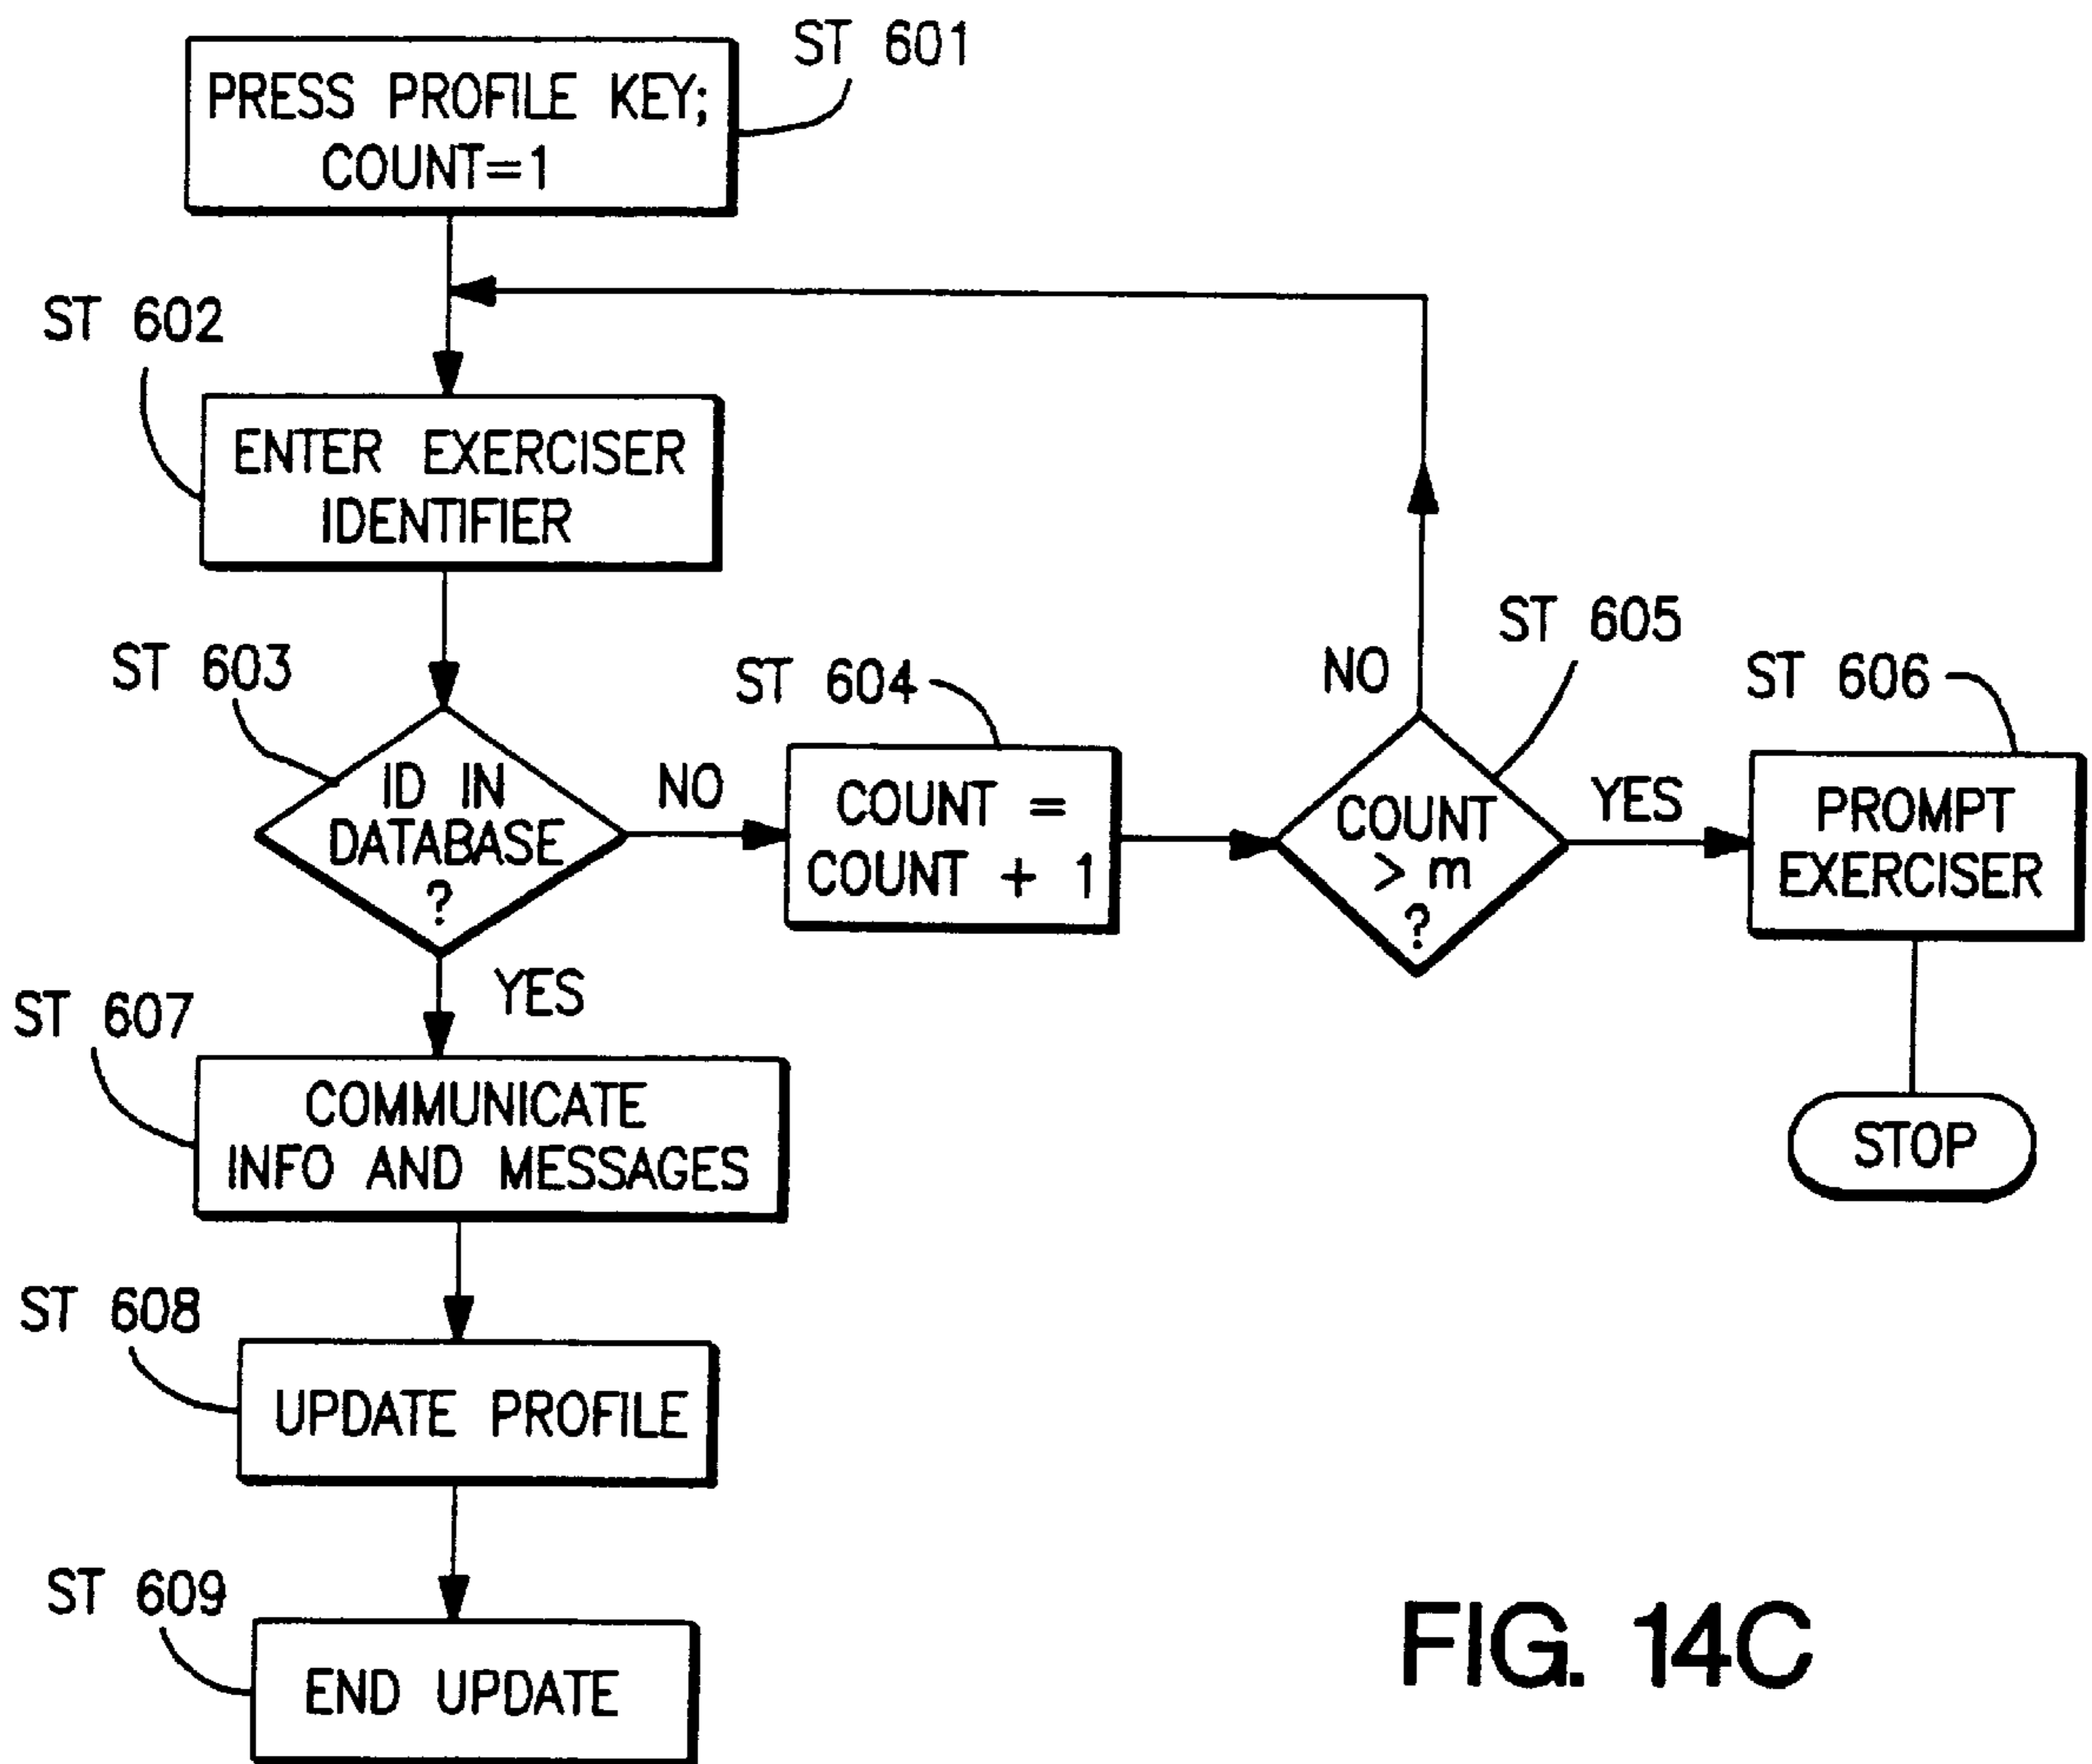 ST 601
PRESS PROFILE KEY;
COUNT=1
ST 602
ENTER EXERCISER
IDENTIFIER
ST 603
ID IN
DATABASE
?
NO
YES
ST 604
COUNT =
COUNT + 1
ST 605
NO
COUNT
> m
?
YES
ST 606
PROMPT
EXERCISER
STOP
ST 607
COMMUNICATE
INFO AND MESSAGES
ST 608
UPDATE PROFILE
ST 609
END UPDATE
FIG. 14C